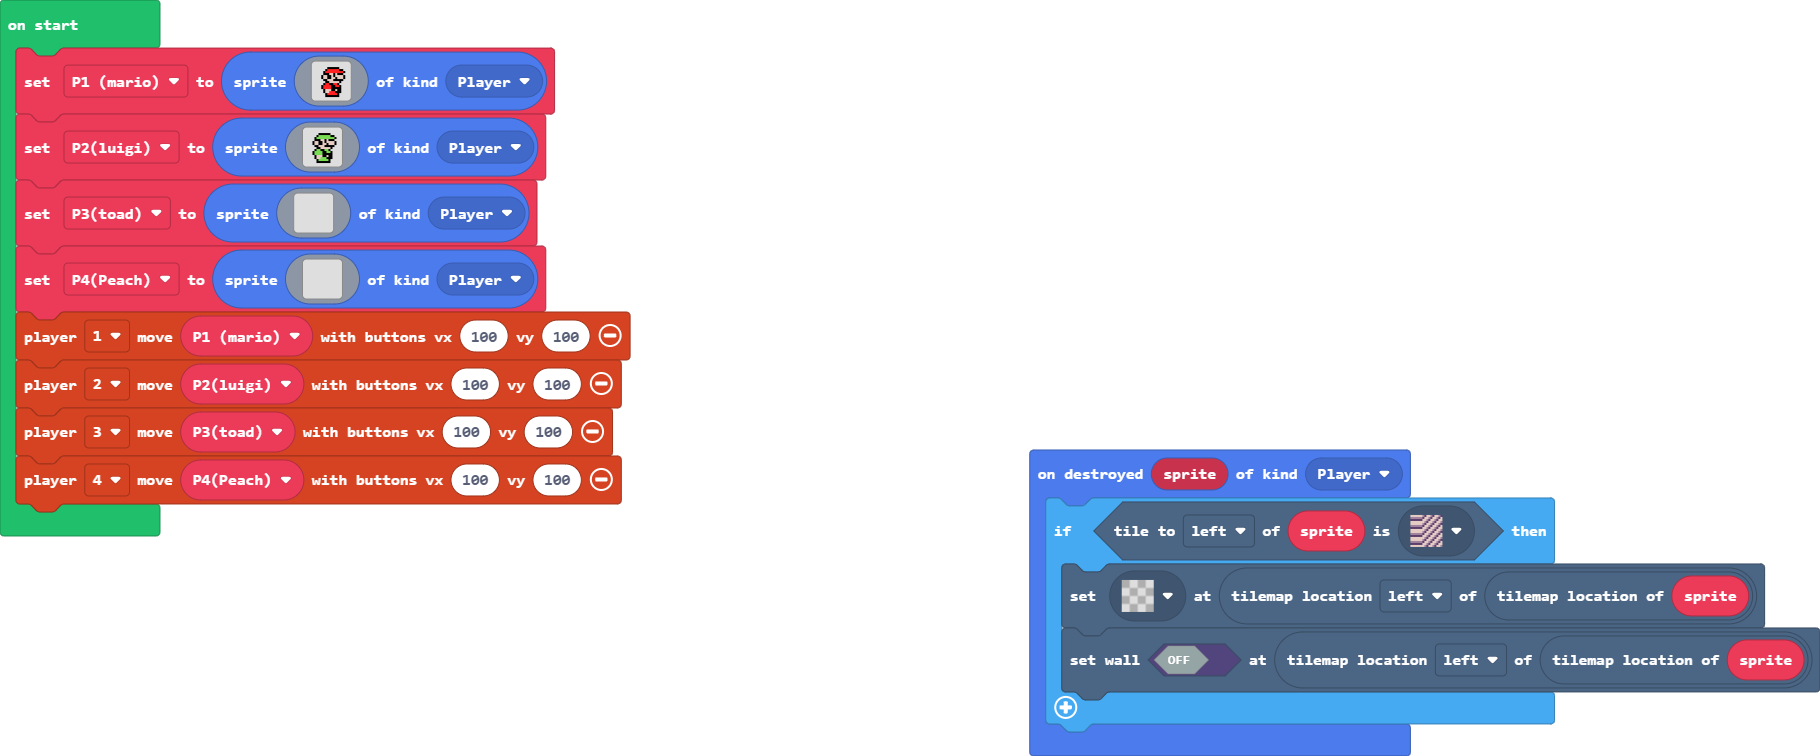 on start
set P1 (mario) to sprite of kind Player
set P2(luigi) to sprite of kind Player
set P3(toad) to sprite of kind Player
set P4(Peach) to sprite of kind Player
player 1 move P1 (mario) with buttons vx 100 vy 100
player 2 move P2(luigi) with buttons vx 100 vy 100
player 3 move P3(toad) with buttons vx 100 vy 100
player 4 move P4(Peach) with buttons vx 100 vy 100
on destroyed sprite of kind Player
if tile to left of sprite is then
set at tilemap location left of tilemap location of sprite
set wall OFF at tilemap location left of tilemap location of sprite